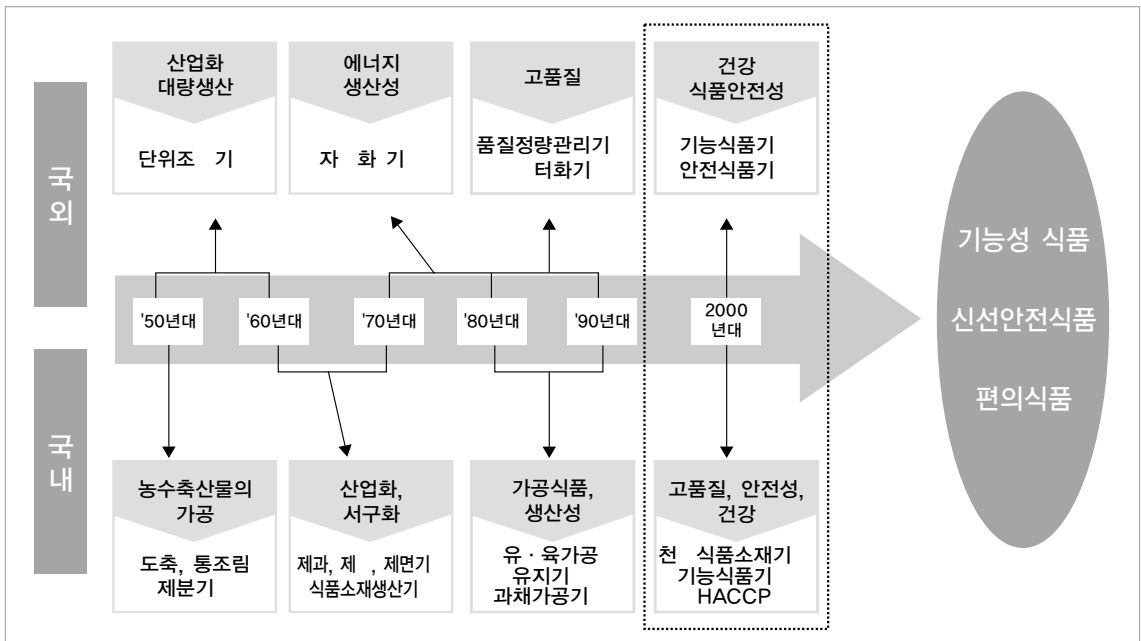 국외
산업화
대량생산
단위조 기
에너지
생산성
자 화 기
고품질
품질정량관리기
터화기
건강
식품안전성
기능식품기
안전식품기
'50년대
'60년대
'70년대
'80년대
'90년대
2000
년대
국내
농수축산물의
가공
도축, 통조림
제분기
산업화,
서구화
제과, 제 , 제면기
식품소재생산기
가공식품,
생산성
유 · 육가공
유지기
과채가공기
고품질, 안전성,
건강
천 식품소재기
기능식품기
HACCP
기능성 식품
신선안전식품
편의식품